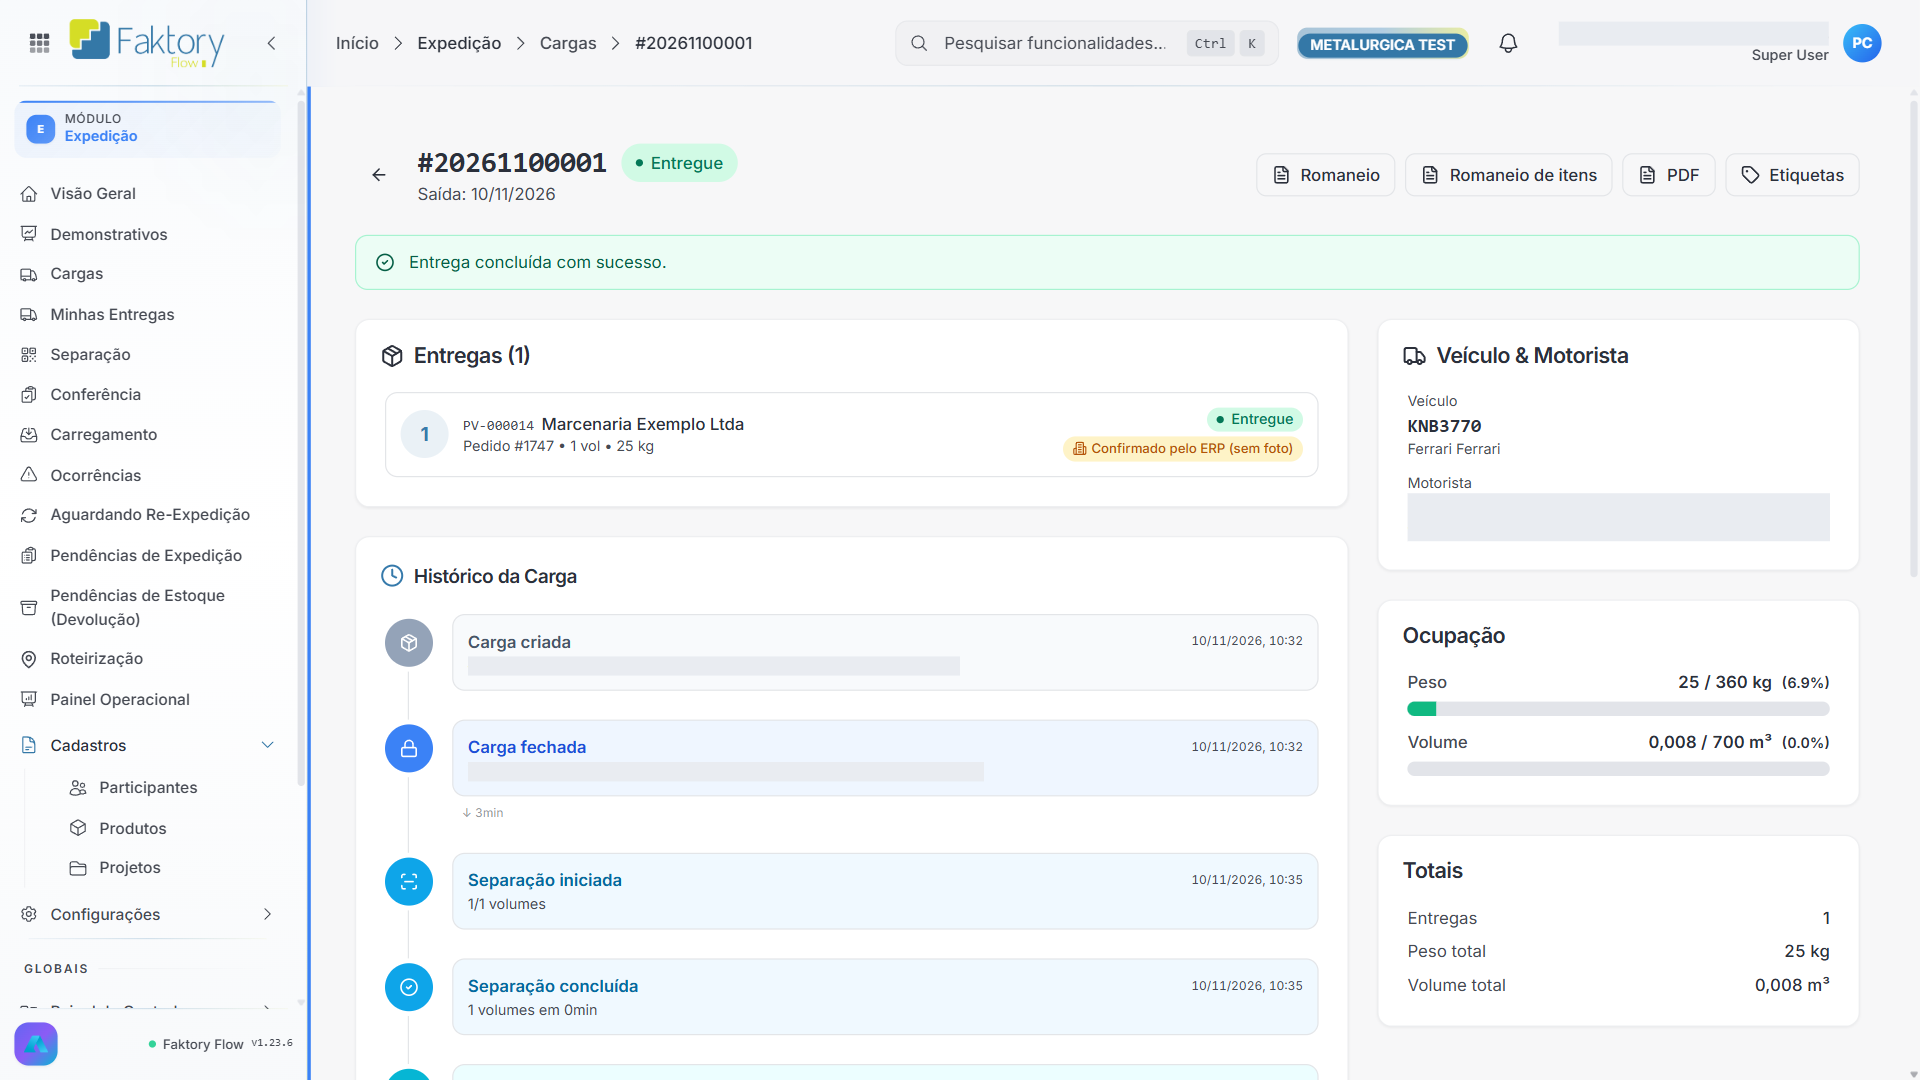 Faktory
Flow
Início
Expedição
Cargas
#20261100001
Pesquisar funcionalidades...
Ctrl
K
METALURGICA TEST
Super User
PC
E
MÓDULO
Expedição
Visão Geral
Demonstrativos
Cargas
Minhas Entregas
Separação
Conferência
Carregamento
Ocorrências
Aguardando Re-Expedição
Pendências de Expedição
Pendências de Estoque
(Devolução)
Roteirização
Painel Operacional
Cadastros
Participantes
Produtos
Projetos
Configurações
GLOBAIS
Faktory Flow v1.23.6
#20261100001
Entregue
Saída: 10/11/2026
Romaneio
Romaneio de itens
PDF
Etiquetas
Entrega concluída com sucesso.
Entregas (1)
1
PV-000014 Marcenaria Exemplo Ltda
Pedido #1747 • 1 vol • 25 kg
Entregue
Confirmado pelo ERP (sem foto)
Histórico da Carga
Carga criada
10/11/2026, 10:32
Carga fechada
10/11/2026, 10:32
↓ 3min
Separação iniciada
10/11/2026, 10:35
1/1 volumes
Separação concluída
10/11/2026, 10:35
1 volumes em 0min
Veículo & Motorista
Veículo
KNB3770
Ferrari Ferrari
Motorista
Ocupação
Peso
25 / 360 kg (6.9%)
Volume
0,008 / 700 m³ (0.0%)
Totais
Entregas
1
Peso total
25 kg
Volume total
0,008 m³